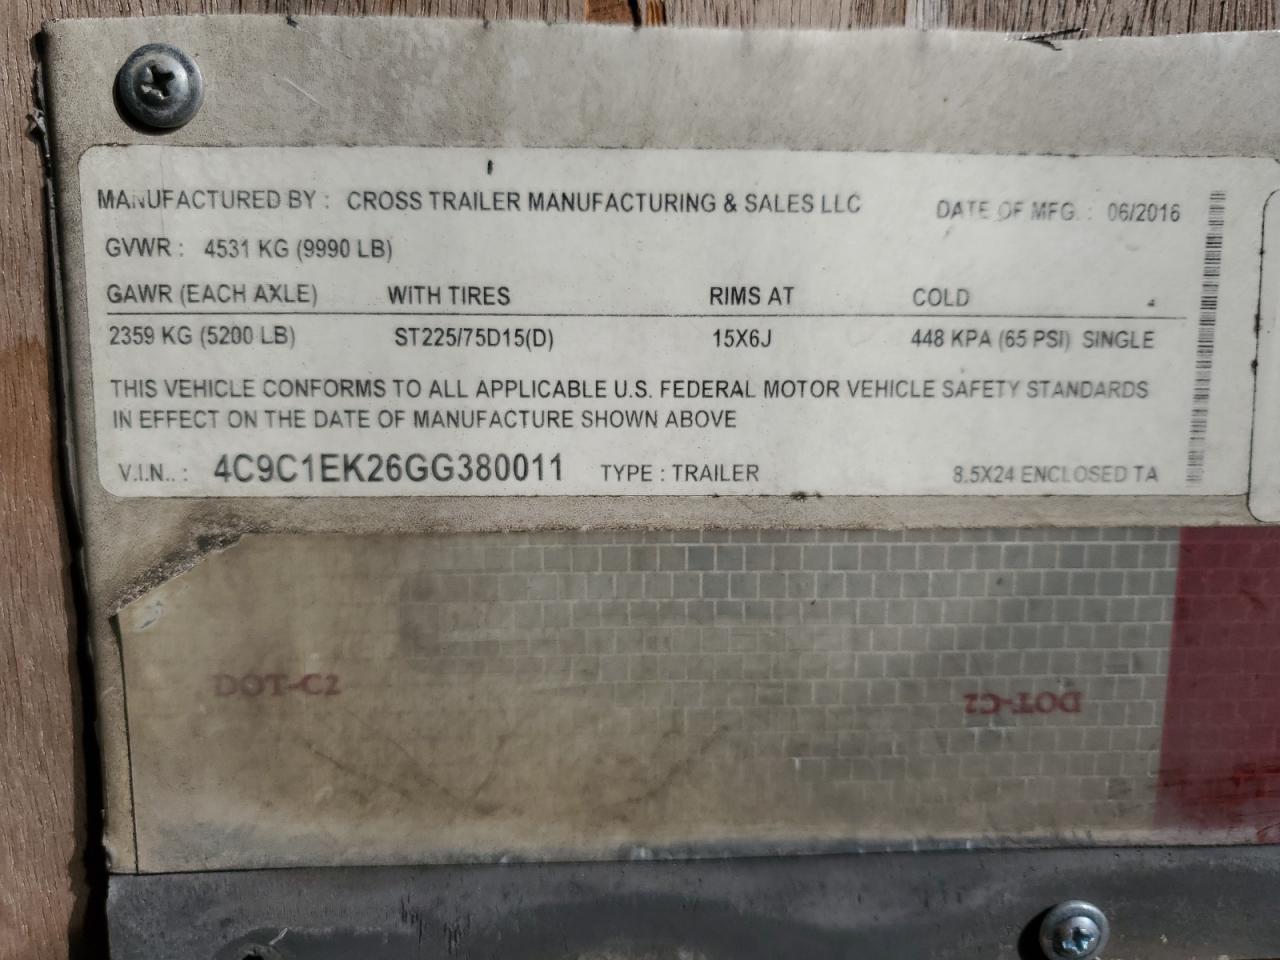 MANUFACTURED BY : CROSS TRAILER MANUFACTURING & SALES LLC DATE OF MFG. : 06/2016
GVWR : 4531 KG (9990 LB)
GAWR (EACH AXLE) WITH TIRES RIMS AT COLD
2359 KG (5200 LB) ST225/75D15(D) 15X6J 448 KPA (65 PSI) SINGLE
THIS VEHICLE CONFORMS TO ALL APPLICABLE U.S. FEDERAL MOTOR VEHICLE SAFETY STANDARDS
IN EFFECT ON THE DATE OF MANUFACTURE SHOWN ABOVE
V.I.N.. : 4C9C1EK26GG380011 TYPE : TRAILER 8.5X24 ENCLOSED TA
DOT-C2
DOT-C2